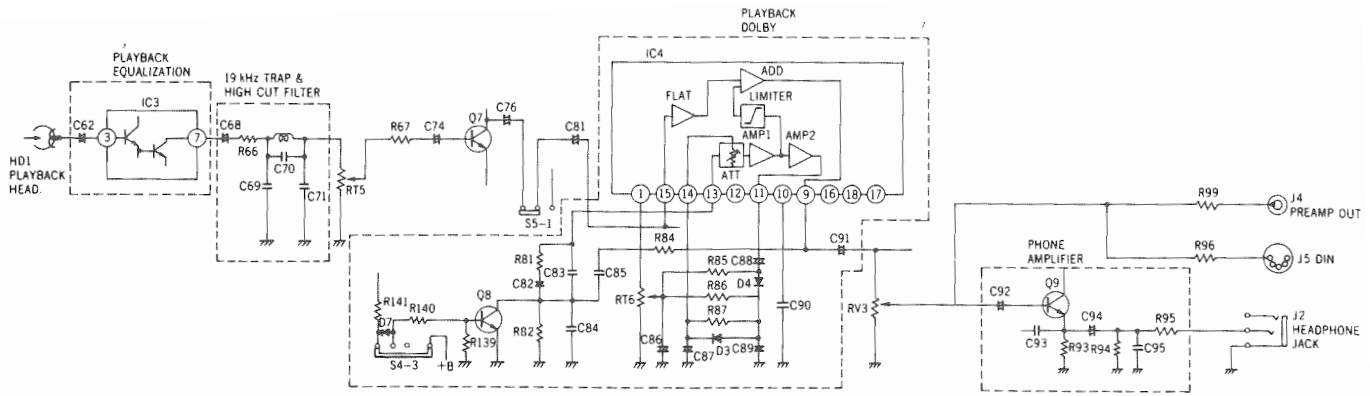 PLAYBACK
DOLBY
PLAYBACK
EQUALIZATION
IC4
19 kHz TRAP &
HIGH CUT FILTER
ADD
IC3
FLAT
LIMITER
C62
3
7
C68
R66
C70
C69
C71
RT5
R67
C74
Q7
C76
C81
AMP1
AMP2
ATT
HD1
PLAYBACK
HEAD.
1
15
14
13
12
11
10
9
16
18
17
S5-1
R99
J4
PREAMP OUT
R84
C91
PHONE
AMPLIFIER
R96
J5 DIN
R81
C83
C85
R85
C88
C82
R86
D4
RT6
C90
RV3
C92
Q9
R141
R140
Q8
D7
R82
C84
R87
C94
R95
J2
HEADPHONE
JACK
R139
C86
C87
D3
C89
C93
R93
R94
C95
S4-3
+B